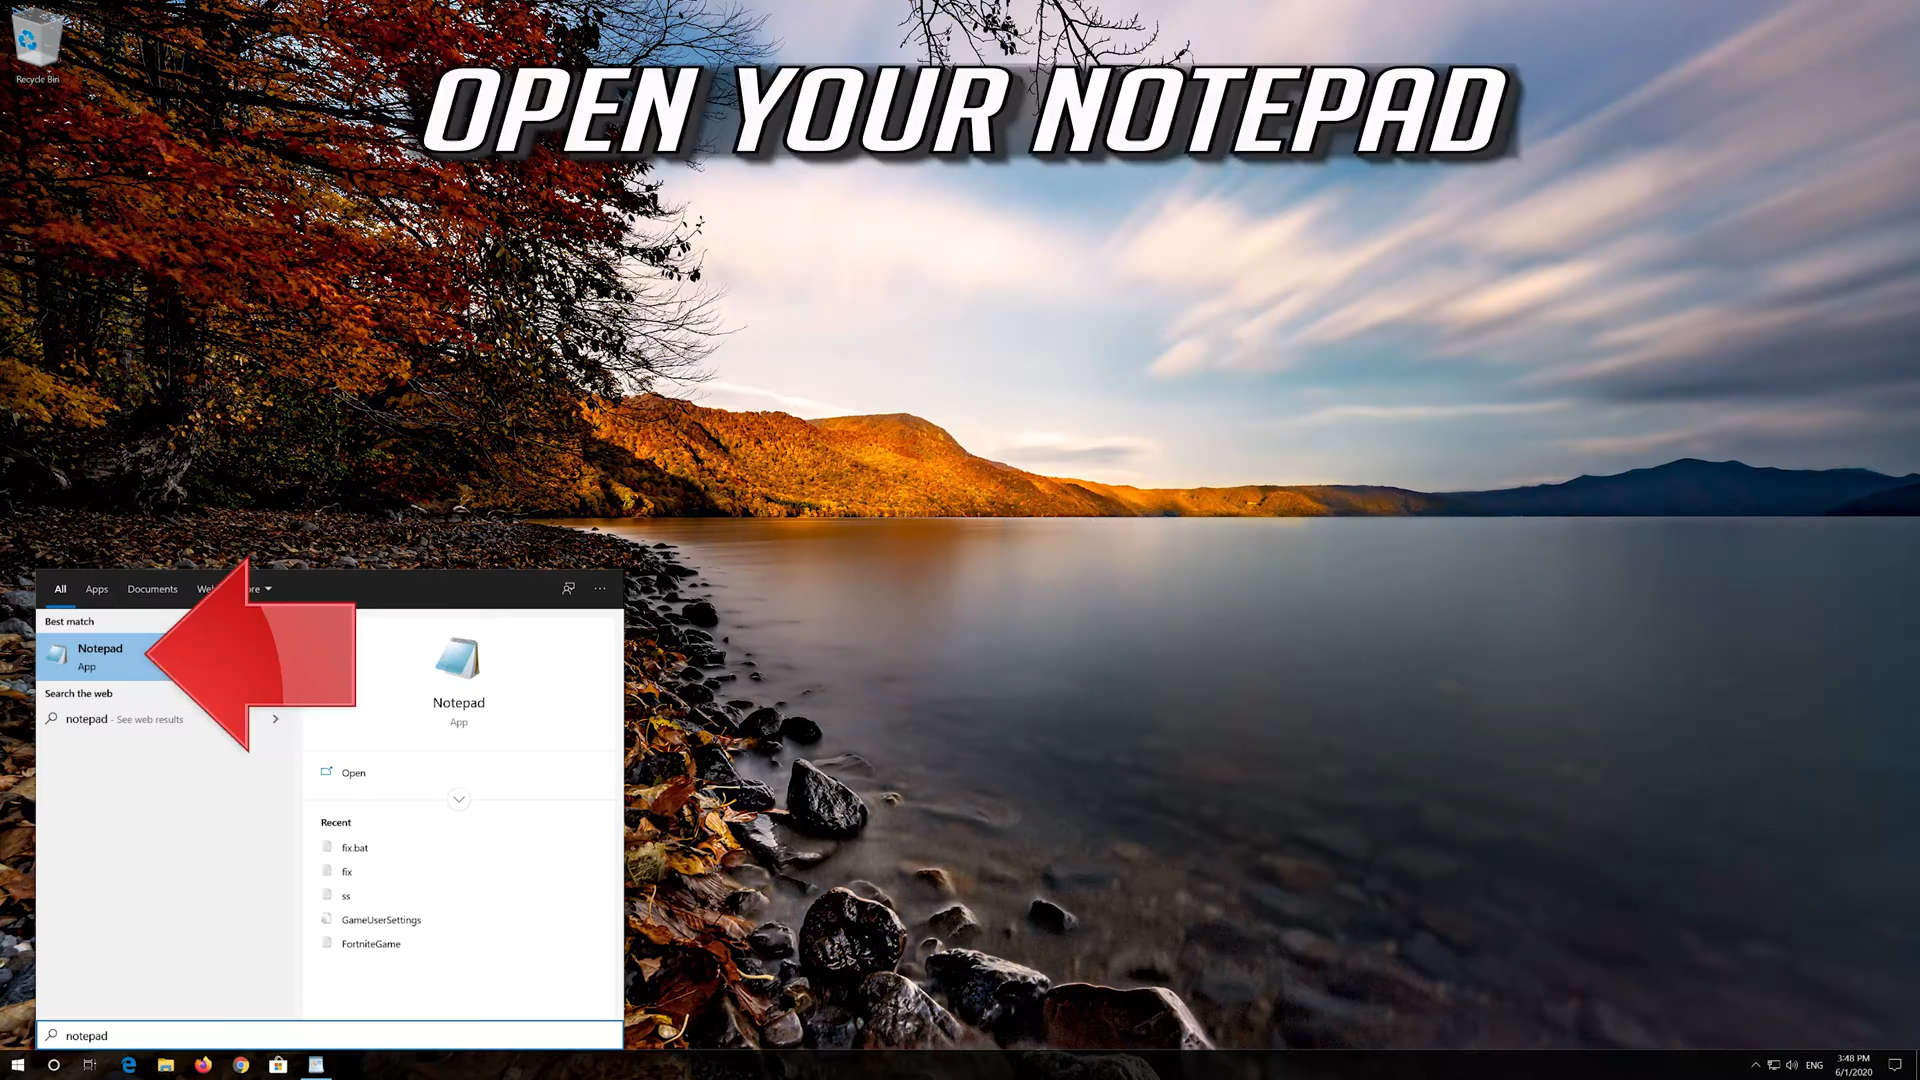 Recycle Bin
OPEN YOUR NOTEPAD
All Apps Documents
Best match
Notepad
App
Search the web
notepad - See web results
Notepad
App
Open
Recent
fix.bat
fix
ss
GameUserSettings
FortniteGame
notepad
ENG
3:48 PM
6/1/2020